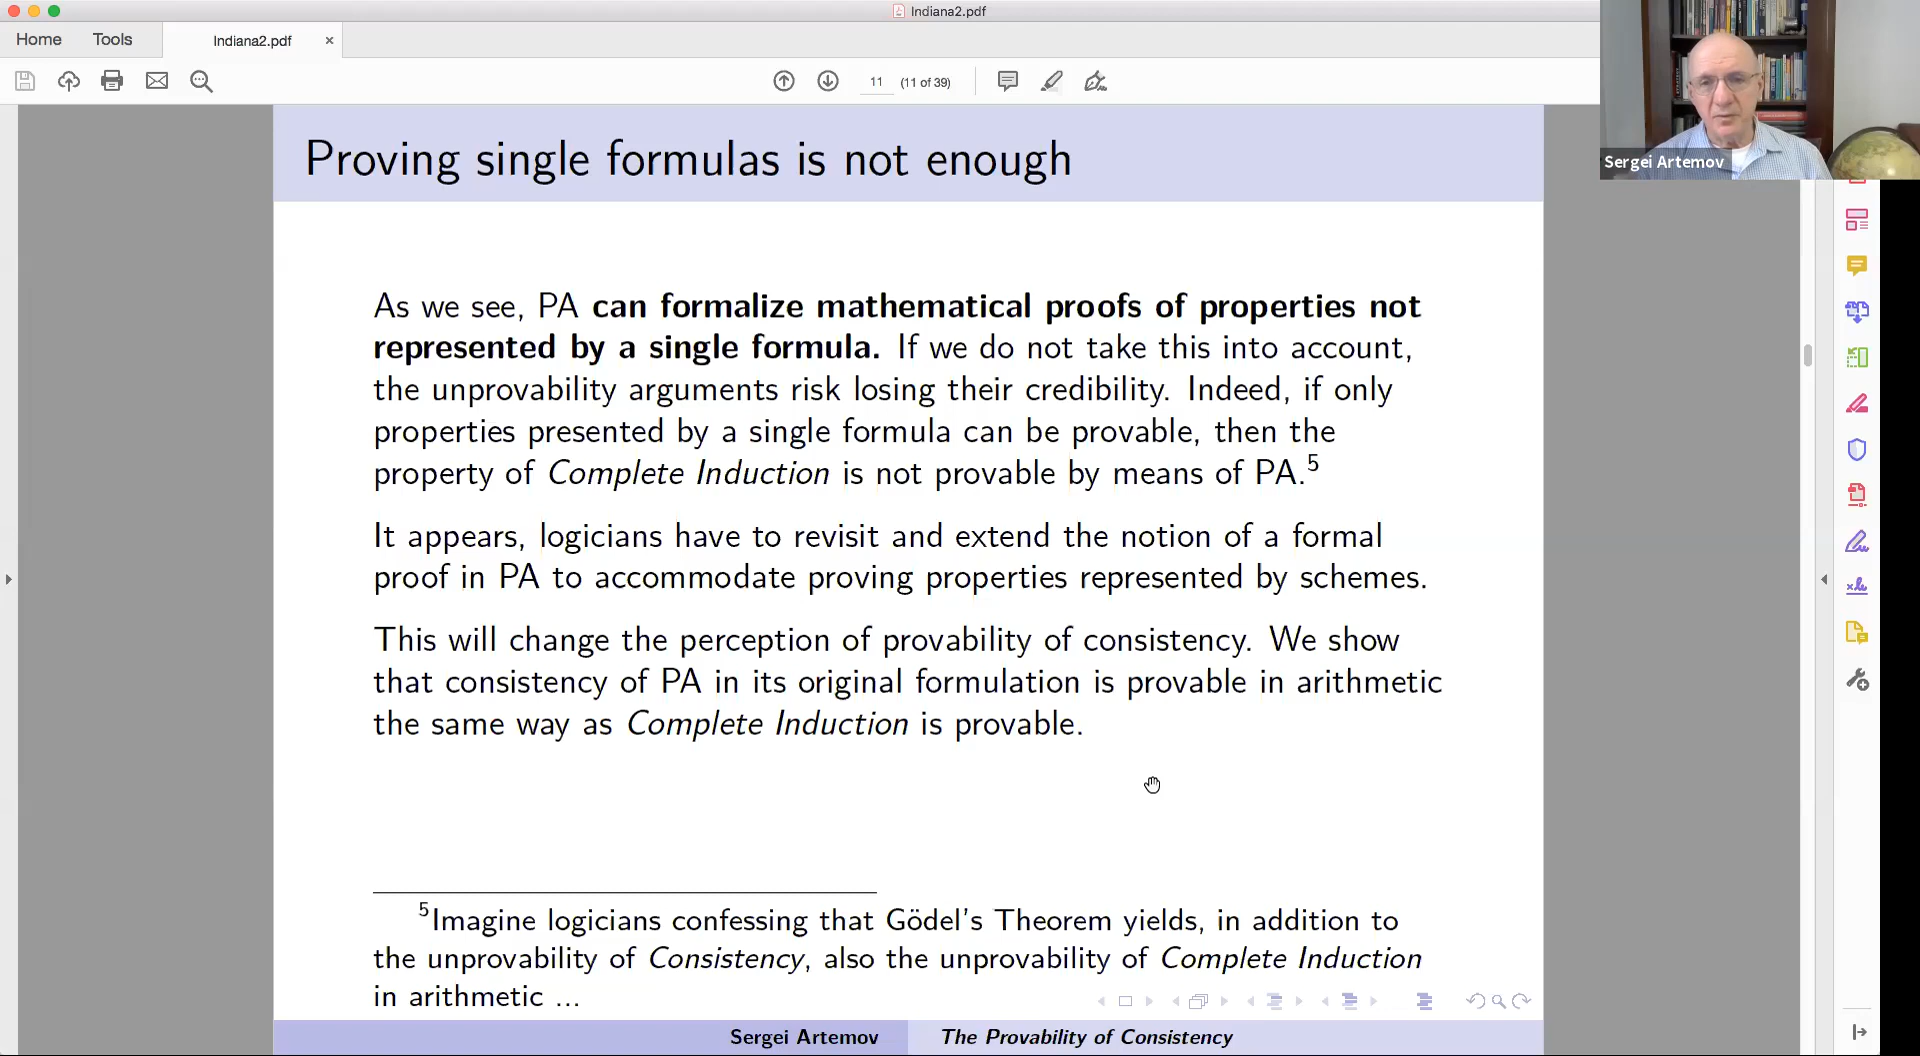 Indiana2.pdf
Home
Tools
Indiana2.pdf ×
11 (11 of 39)
Sergei Artemov
Proving single formulas is not enough
As we see, PA can formalize mathematical proofs of properties not
represented by a single formula. If we do not take this into account,
the unprovability arguments risk losing their credibility. Indeed, if only
properties presented by a single formula can be provable, then the
property of Complete Induction is not provable by means of PA.⁵
It appears, logicians have to revisit and extend the notion of a formal
proof in PA to accommodate proving properties represented by schemes.
This will change the perception of provability of consistency. We show
that consistency of PA in its original formulation is provable in arithmetic
the same way as Complete Induction is provable.
⁵Imagine logicians confessing that Gödel's Theorem yields, in addition to
the unprovability of Consistency, also the unprovability of Complete Induction
in arithmetic ...
Sergei Artemov
The Provability of Consistency